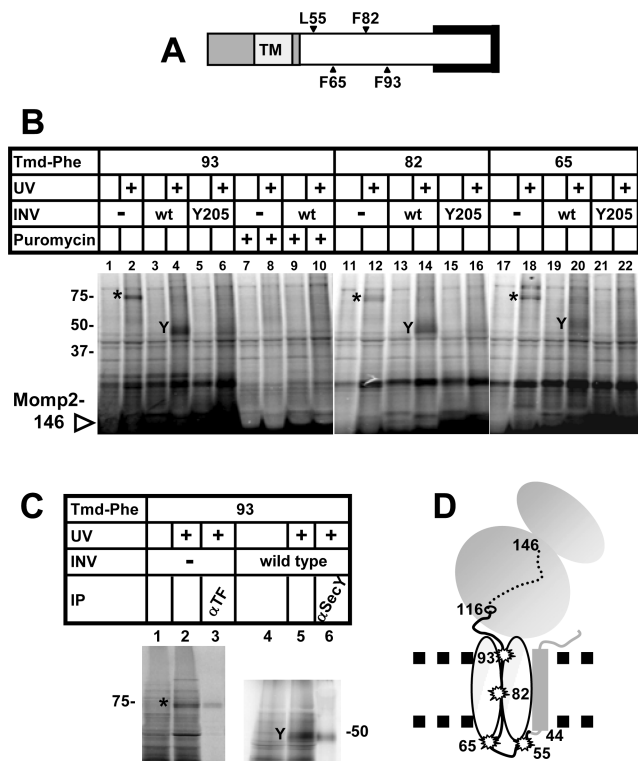 A
L55 F82
TM
F65 F93
B
Tmd-Phe 93 82 65
UV + + + + + + + + + + +
INV - wt Y205 - wt - wt Y205 - wt Y205
Puromycin + + + +
1 2 3 4 5 6 7 8 9 10 11 12 13 14 15 16 17 18 19 20 21 22
75- * * *
50- Y Y Y
37-
Momp2-
146
C
Tmd-Phe 93
UV + + + +
INV - wild type
IP αTF αSecY
1 2 3 4 5 6
75- * Y -50
D
146
116
93
82
65 44
55